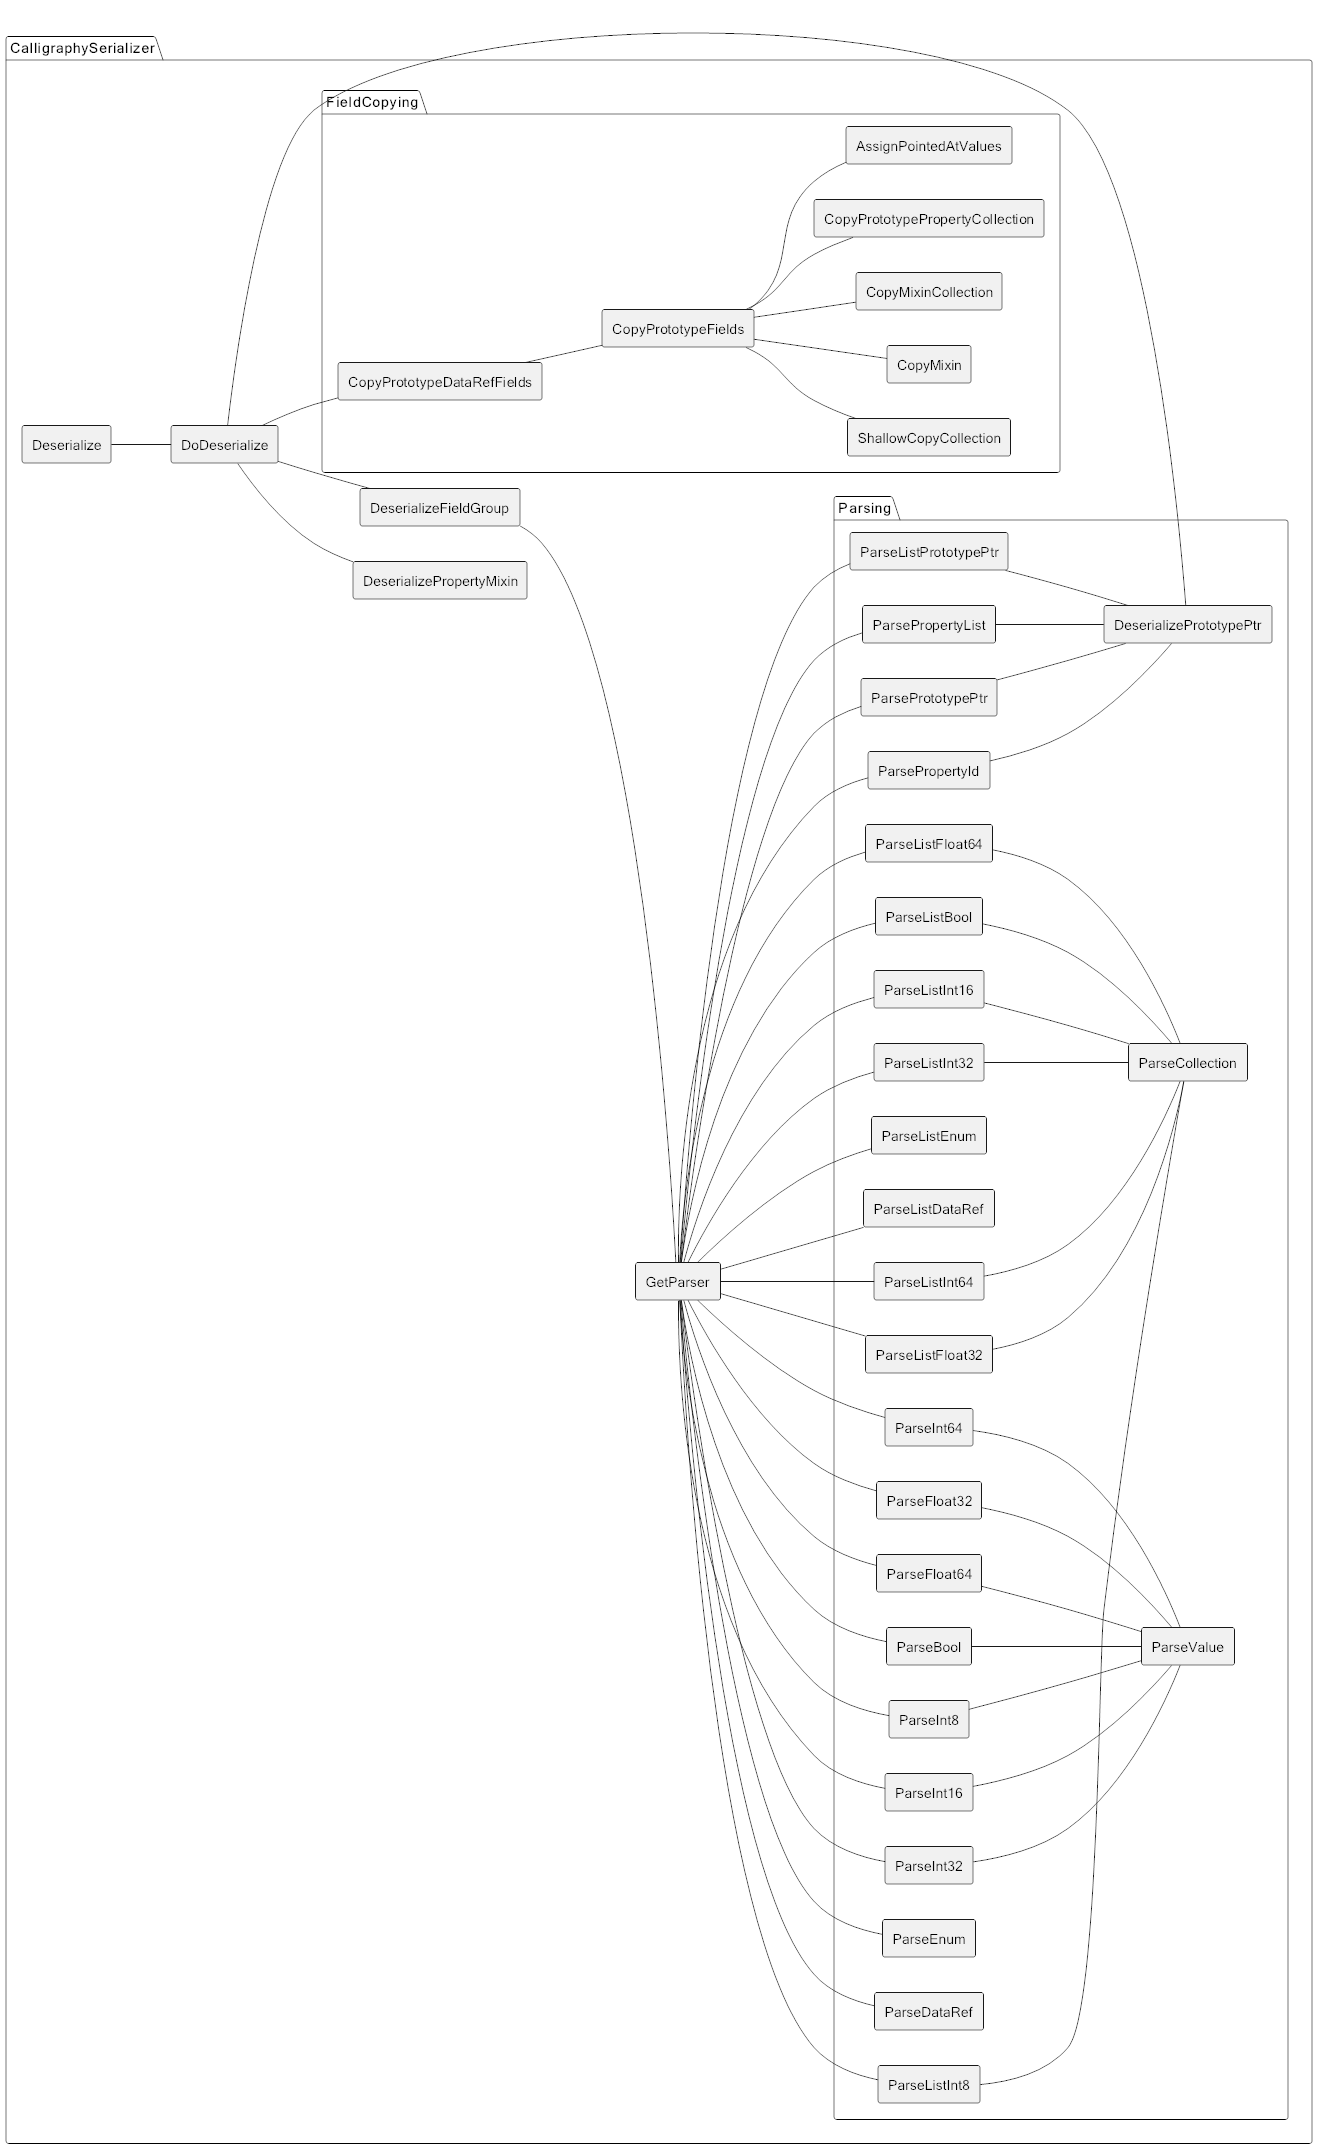 CalligraphySerializer
FieldCopying
AssignPointedAtValues
CopyPrototypePropertyCollection
CopyMixinCollection
CopyPrototypeFields
CopyMixin
CopyPrototypeDataRefFields
ShallowCopyCollection
Deserialize
DoDeserialize
DeserializeFieldGroup
DeserializePropertyMixin
Parsing
ParseListPrototypePtr
ParsePropertyList
DeserializePrototypePtr
ParsePrototypePtr
ParsePropertyId
ParseListFloat64
ParseListBool
ParseListInt16
ParseListInt32
ParseCollection
ParseListEnum
ParseListDataRef
GetParser
ParseListInt64
ParseListFloat32
ParseInt64
ParseFloat32
ParseFloat64
ParseBool
ParseValue
ParseInt8
ParseInt16
ParseInt32
ParseEnum
ParseDataRef
ParseListInt8